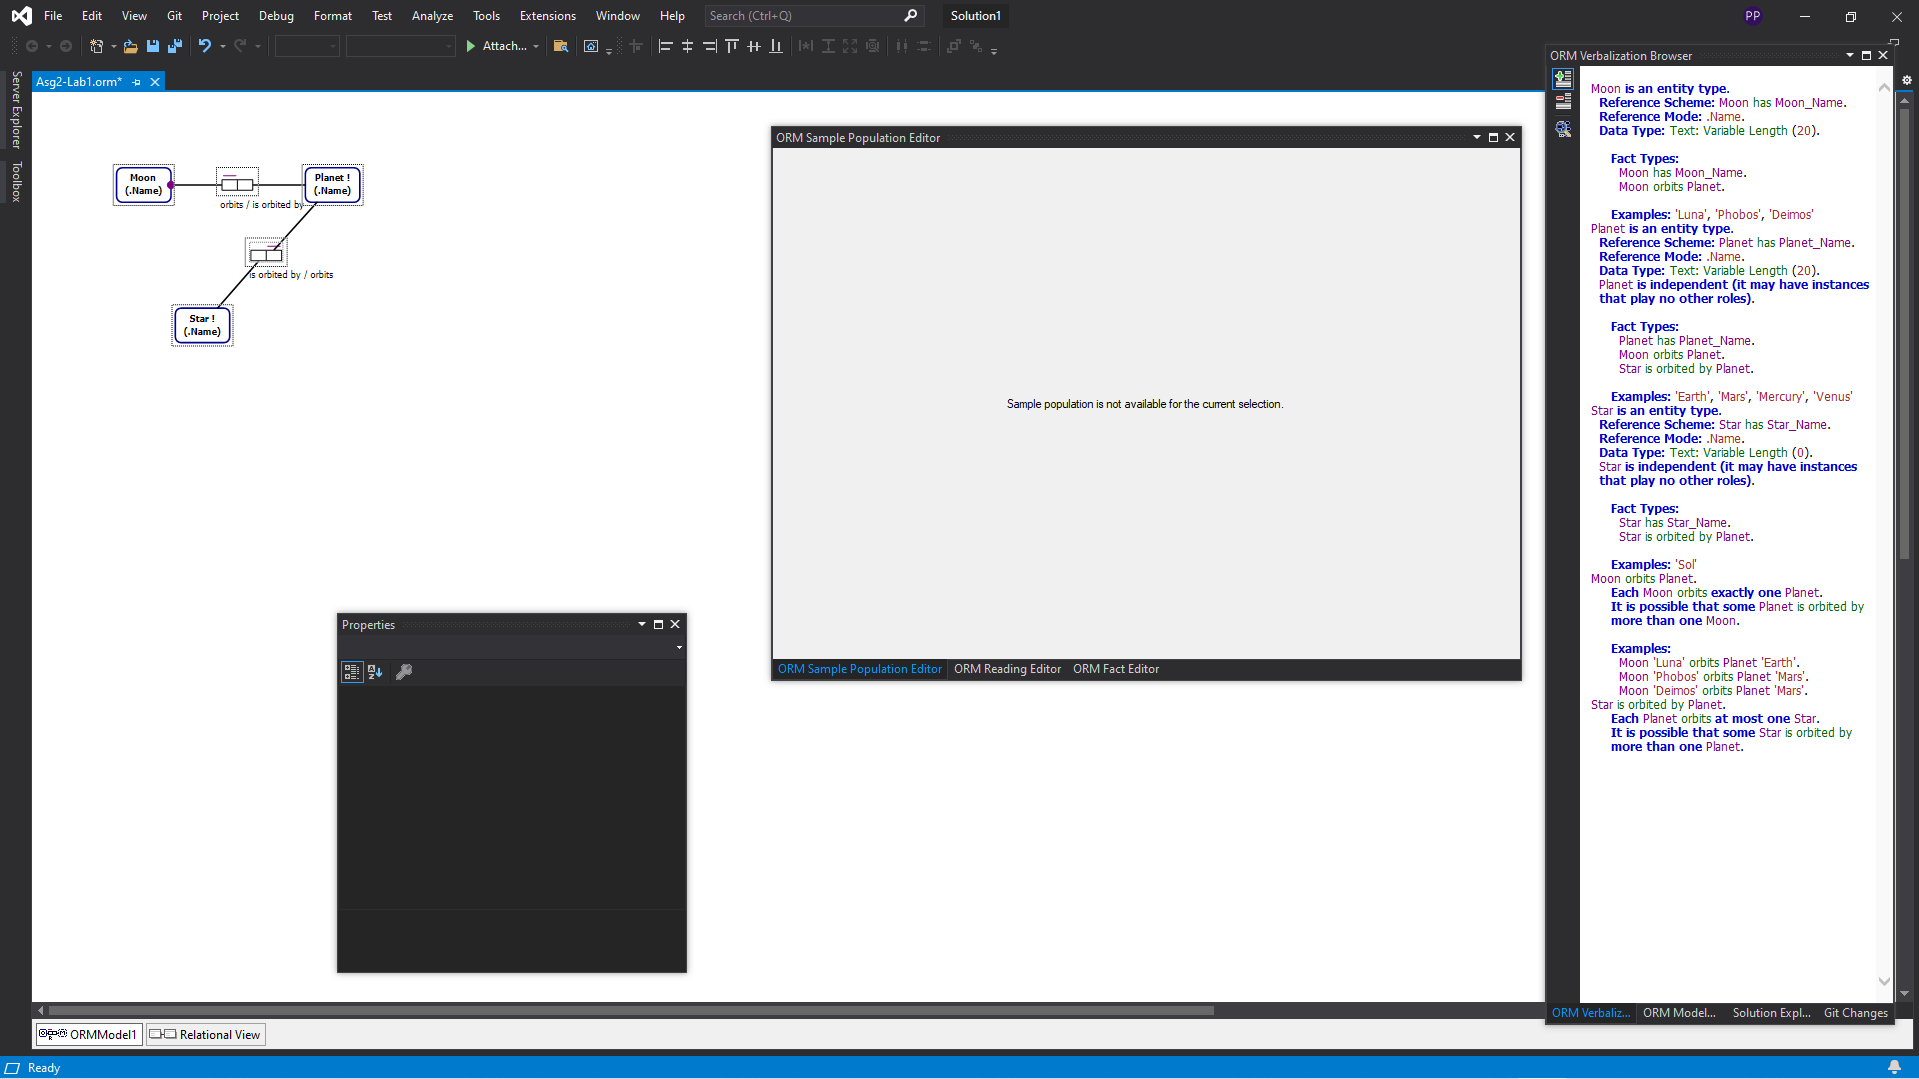 File Edit View Git Project Debug Format Test Analyze Tools Extensions Window Help Search (Ctrl+Q) Solution1 PP
Attach...
Server Explorer
Toolbox
Asg2-Lab1.orm*
Moon
(.Name)
Planet !
(.Name)
orbits / is orbited by
is orbited by / orbits
Star !
(.Name)
Properties
ORM Sample Population Editor
Sample population is not available for the current selection.
ORM Sample Population Editor ORM Reading Editor ORM Fact Editor
ORM Verbalization Browser
Moon is an entity type.
Reference Scheme: Moon has Moon_Name.
Reference Mode: .Name.
Data Type: Text: Variable Length (20).
Fact Types:
Moon has Moon_Name.
Moon orbits Planet.
Examples: 'Luna', 'Phobos', 'Deimos'
Planet is an entity type.
Reference Scheme: Planet has Planet_Name.
Reference Mode: .Name.
Data Type: Text: Variable Length (20).
Planet is independent (it may have instances
that play no other roles).
Fact Types:
Planet has Planet_Name.
Moon orbits Planet.
Star is orbited by Planet.
Examples: 'Earth', 'Mars', 'Mercury', 'Venus'
Star is an entity type.
Reference Scheme: Star has Star_Name.
Reference Mode: .Name.
Data Type: Text: Variable Length (0).
Star is independent (it may have instances
that play no other roles).
Fact Types:
Star has Star_Name.
Star is orbited by Planet.
Examples: 'Sol'
Moon orbits Planet.
Each Moon orbits exactly one Planet.
It is possible that some Planet is orbited by
more than one Moon.
Examples:
Moon 'Luna' orbits Planet 'Earth'.
Moon 'Phobos' orbits Planet 'Mars'.
Moon 'Deimos' orbits Planet 'Mars'.
Star is orbited by Planet.
Each Planet orbits at most one Star.
It is possible that some Star is orbited by
more than one Planet.
ORM Verbaliz... ORM Model... Solution Expl... Git Changes
ORMModel1 Relational View
Ready